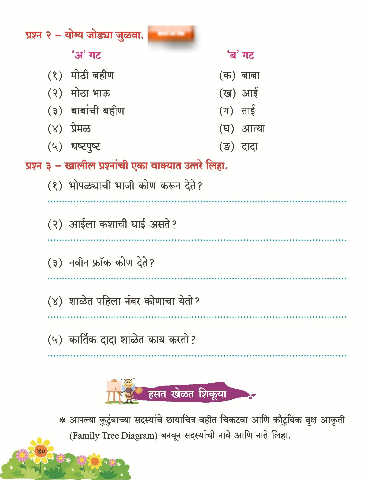 प्रश्न २ – योग्य जोड्या जुळवा.
'अ' गट 'ब' गट
(१) मोठी बहीण (क) बाबा
(२) मोठा भाऊ (ख) आई
(३) बाबांची बहीण (ग) ताई
(४) प्रेमळ (घ) आत्या
(५) धष्टपुष्ट (ङ) दादा
प्रश्न ३ – खालील प्रश्नांची एका वाक्यात उत्तरे लिहा.
(१) भोपळ्याची भाजी कोण करून देते?
(२) आईला कशाची घाई असते?
(३) नवीन फ्रॉक कोण देते?
(४) शाळेत पहिला नंबर कोणाचा येतो?
(५) कार्तिक दादा शाळेत काय करतो?
हसत खेळत शिकूया
* आपल्या कुटुंबाच्या सदस्यांचे छायाचित्र वहीत चिकटवा आणि कौटुंबिक वृक्ष आकृती
(Family Tree Diagram) बनवून सदस्यांची नावे आणि नाते लिहा.